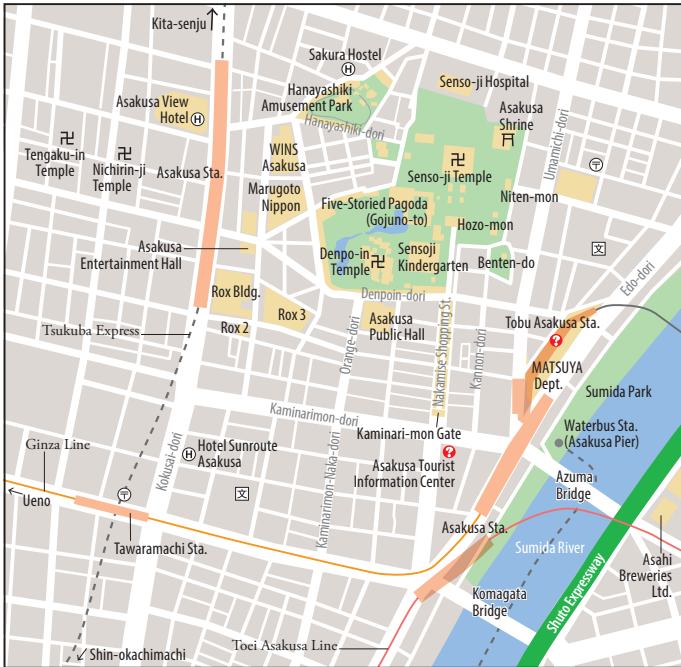 Kita-senju
Sakura Hostel
H
Hanayashiki
Amusement Park
Hanayashiki-dori
Senso-ji Hospital
Asakusa
Shrine
Asakusa View
Hotel
H
Tengaku-in
Temple
Nichirin-ji
Temple
Asakusa Sta.
WINS
Asakusa
Marugoto
Nippon
Senso-ji Temple
Umamichi-dori
〒
Niten-mon
Five-Storied Pagoda
(Gojuno-to)
Hozo-mon
Asakusa
Entertainment Hall
Denpo-in
Temple
Sensoji
Kindergarten
Benten-do
文
Edo-dori
Rox Bldg.
Denpoin-dori
Rox 2
Rox 3
Asakusa
Public Hall
Tsukuba Express
Orange-dori
Nakamise Shopping St.
Kannon-dori
Tobu Asakusa Sta.
?
MATSUYA
Dept.
Sumida Park
Kaminarimon-dori
Kaminari-mon Gate
Waterbus Sta.
(Asakusa Pier)
Ginza Line
Kokusai-dori
H
Hotel Sunroute
Asakusa
Kaminarimon-Naka-dori
?
Asakusa Tourist
Information Center
Azuma
Bridge
Ueno
〒
文
Tawaramachi Sta.
Asakusa Sta.
Sumida River
Shuto Expressway
Asahi
Breweries
Ltd.
Komagata
Bridge
Toei Asakusa Line
Shin-okachimachi